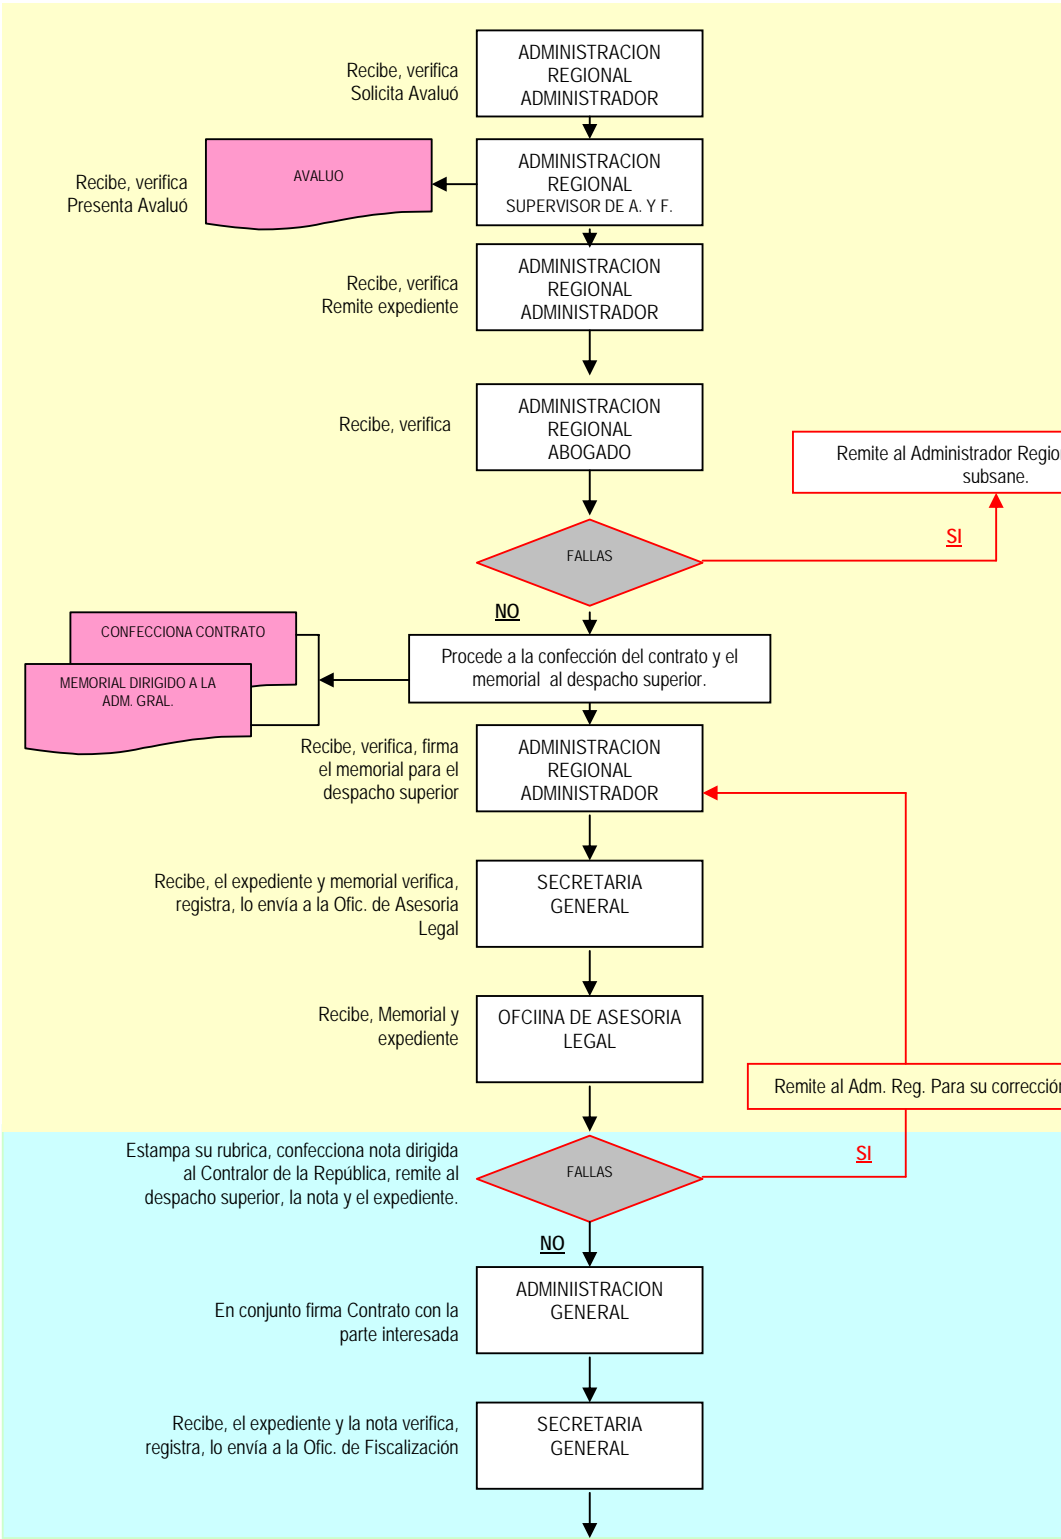 Recibe, verifica
Solicita Avaluó
ADMINISTRACION
REGIONAL
ADMINISTRADOR
Recibe, verifica
Presenta Avaluó
AVALUO
ADMINISTRACION
REGIONAL
SUPERVISOR DE A. Y F.
Recibe, verifica
Remite expediente
ADMINISTRACION
REGIONAL
ADMINISTRADOR
Recibe, verifica
ADMINISTRACION
REGIONAL
ABOGADO
Remite al Administrador
subsane.
FALLAS
SI
NO
CONFECCIONA CONTRATO
MEMORIAL DIRIGIDO A LA
ADM. GRAL.
Procede a la confección del contrato y el
memorial al despacho superior.
Recibe, verifica, firma
el memorial para el
despacho superior
ADMINISTRACION
REGIONAL
ADMINISTRADOR
Recibe, el expediente y memorial verifica,
registra, lo envía a la Ofic. de Asesoria
Legal
SECRETARIA
GENERAL
Recibe, Memorial y
expediente
OFCIINA DE ASESORIA
LEGAL
Remite al Adm. Reg. Para su corrección
Estampa su rubrica, confecciona nota dirigida
al Contralor de la República, remite al
despacho superior, la nota y el expediente.
FALLAS
SI
NO
En conjunto firma Contrato con la
parte interesada
ADMINIISTRACION
GENERAL
Recibe, el expediente y la nota verifica,
registra, lo envía a la Ofic. de Fiscalización
SECRETARIA
GENERAL